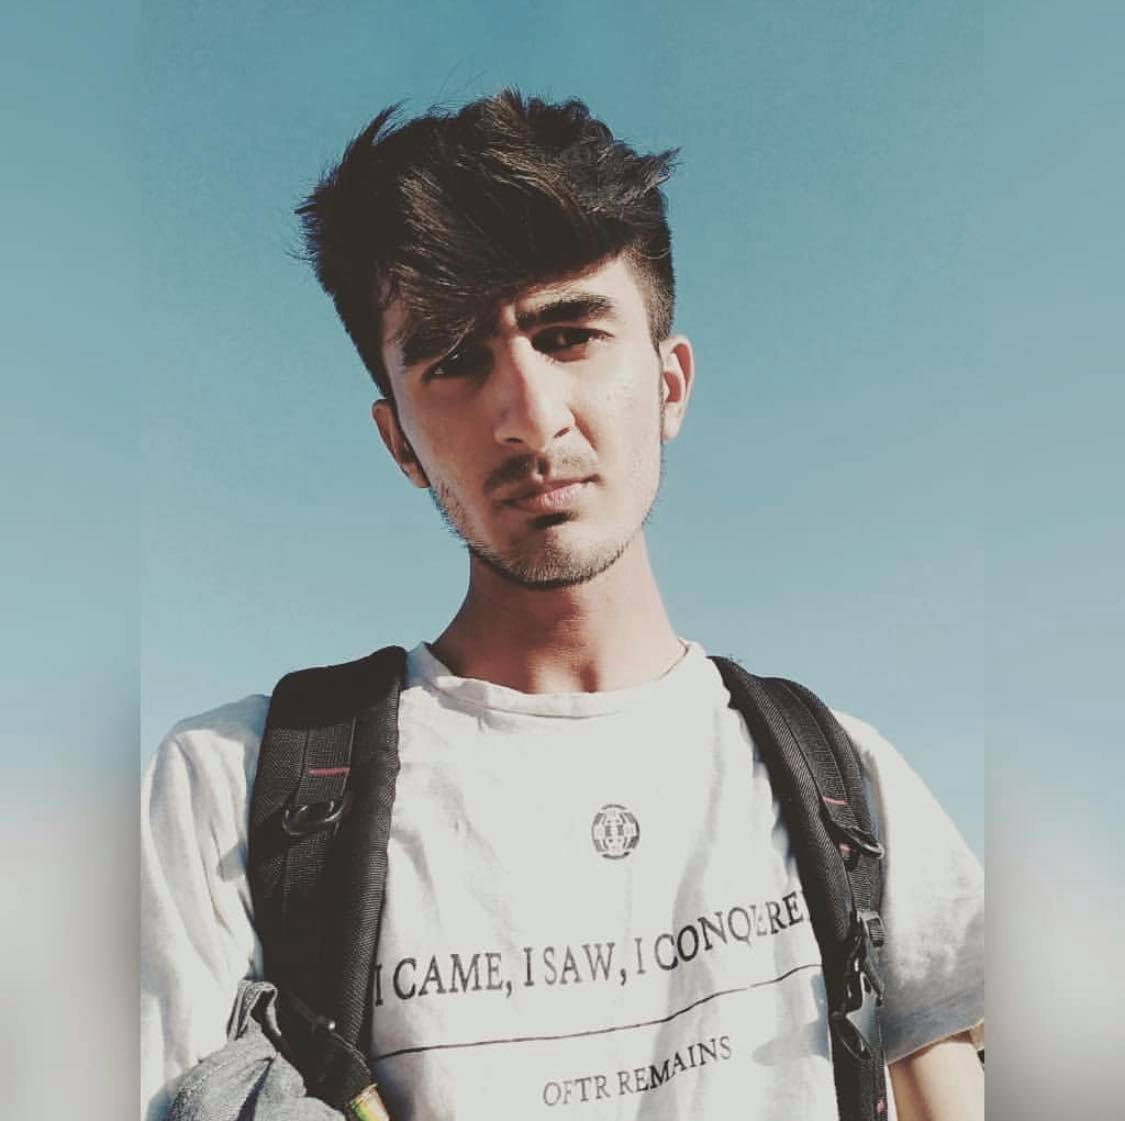 I CAME, I SAW, I CONQUERE
OFTR REMAINS